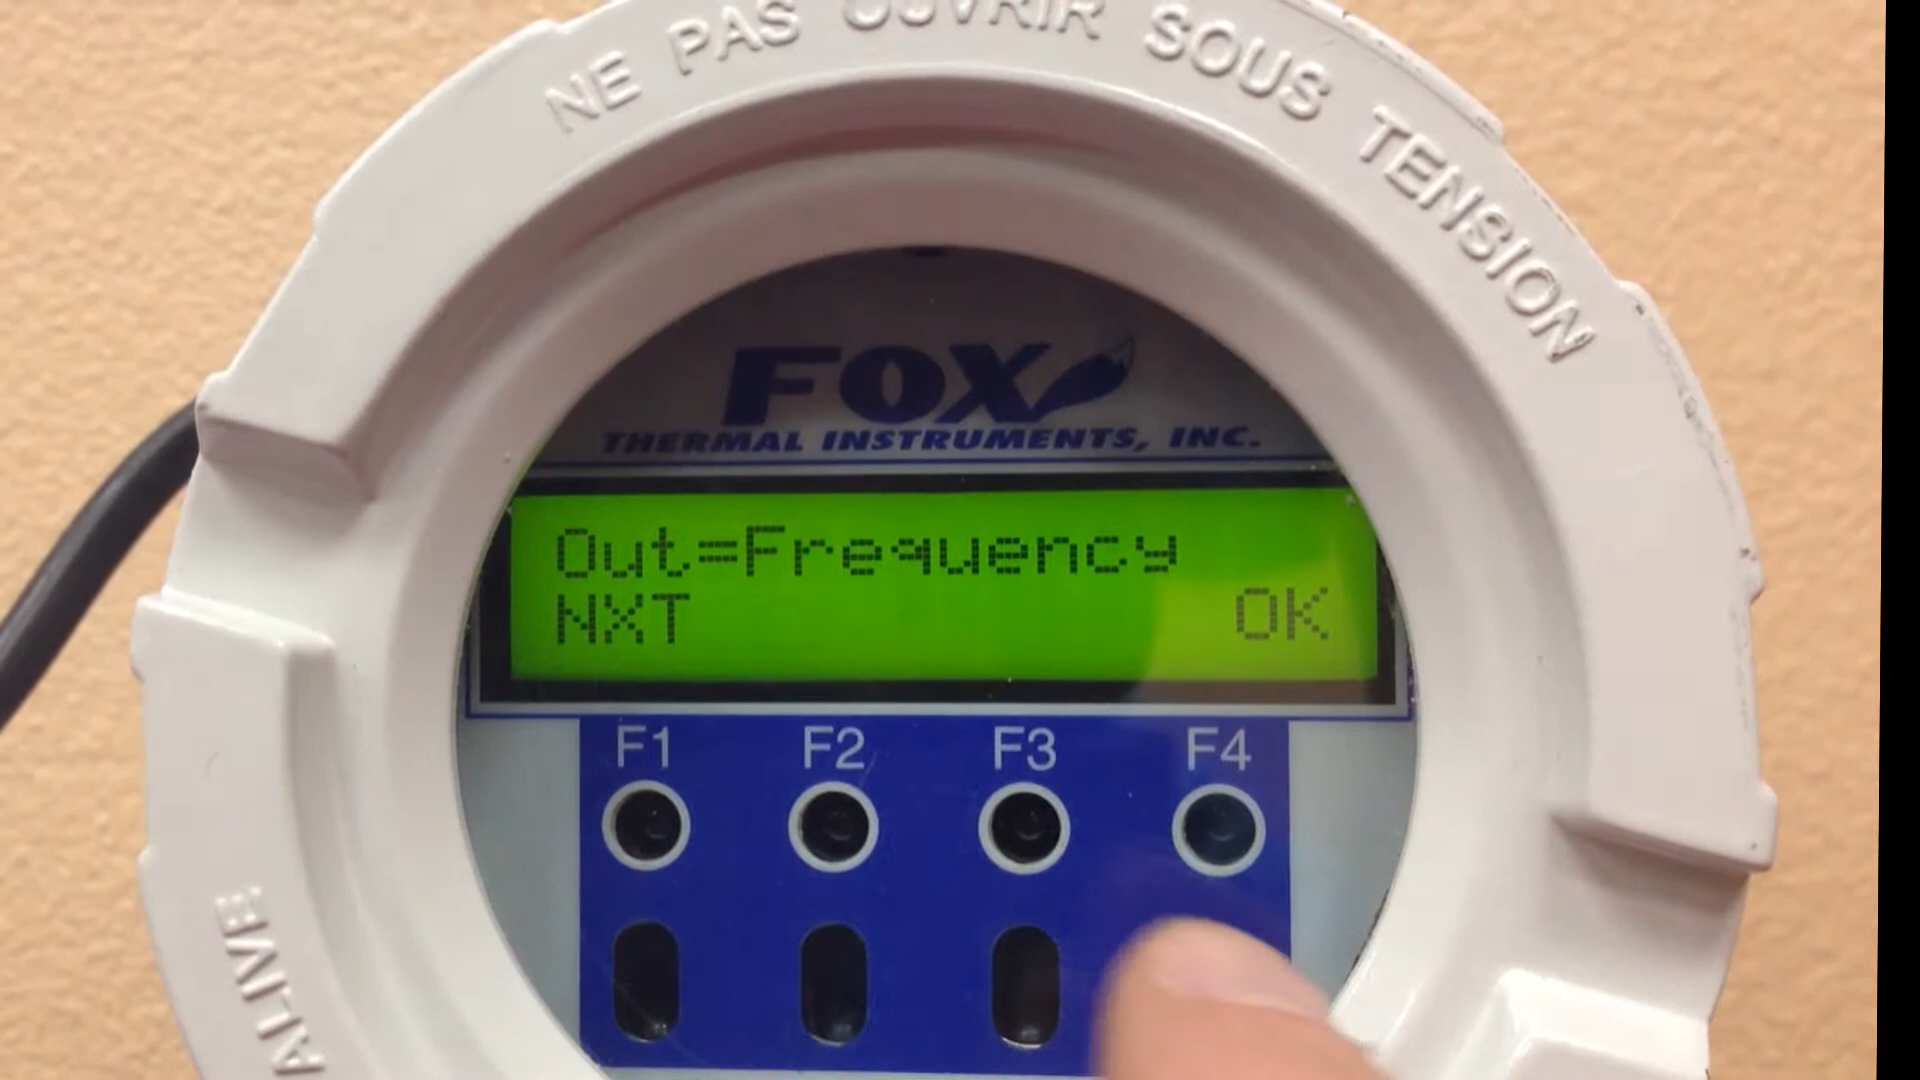 NE PAS OUVRIR SOUS TENSION
FOX
THERMAL INSTRUMENTS, INC.
Out=Frequency
NXT OK
F1 F2 F3 F4
ALIVE